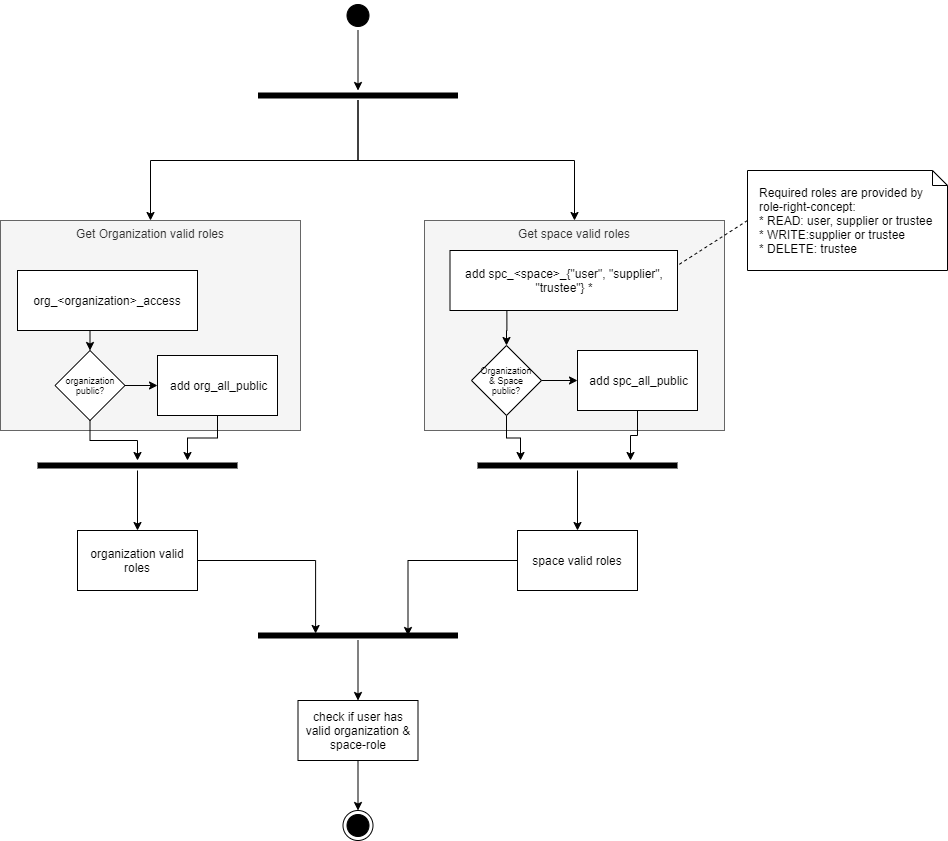 Get Organization valid roles
org_<organization>_access
organization
public?
add org_all_public
Get space valid roles
add spc_<space>_{"user", "supplier",
"trustee"} *
Organization
& Space
public?
add spc_all_public
Required roles are provided by
role-right-concept:
* READ: user, supplier or trustee
* WRITE:supplier or trustee
* DELETE: trustee
organization valid
roles
space valid roles
check if user has
valid organization &
space-role